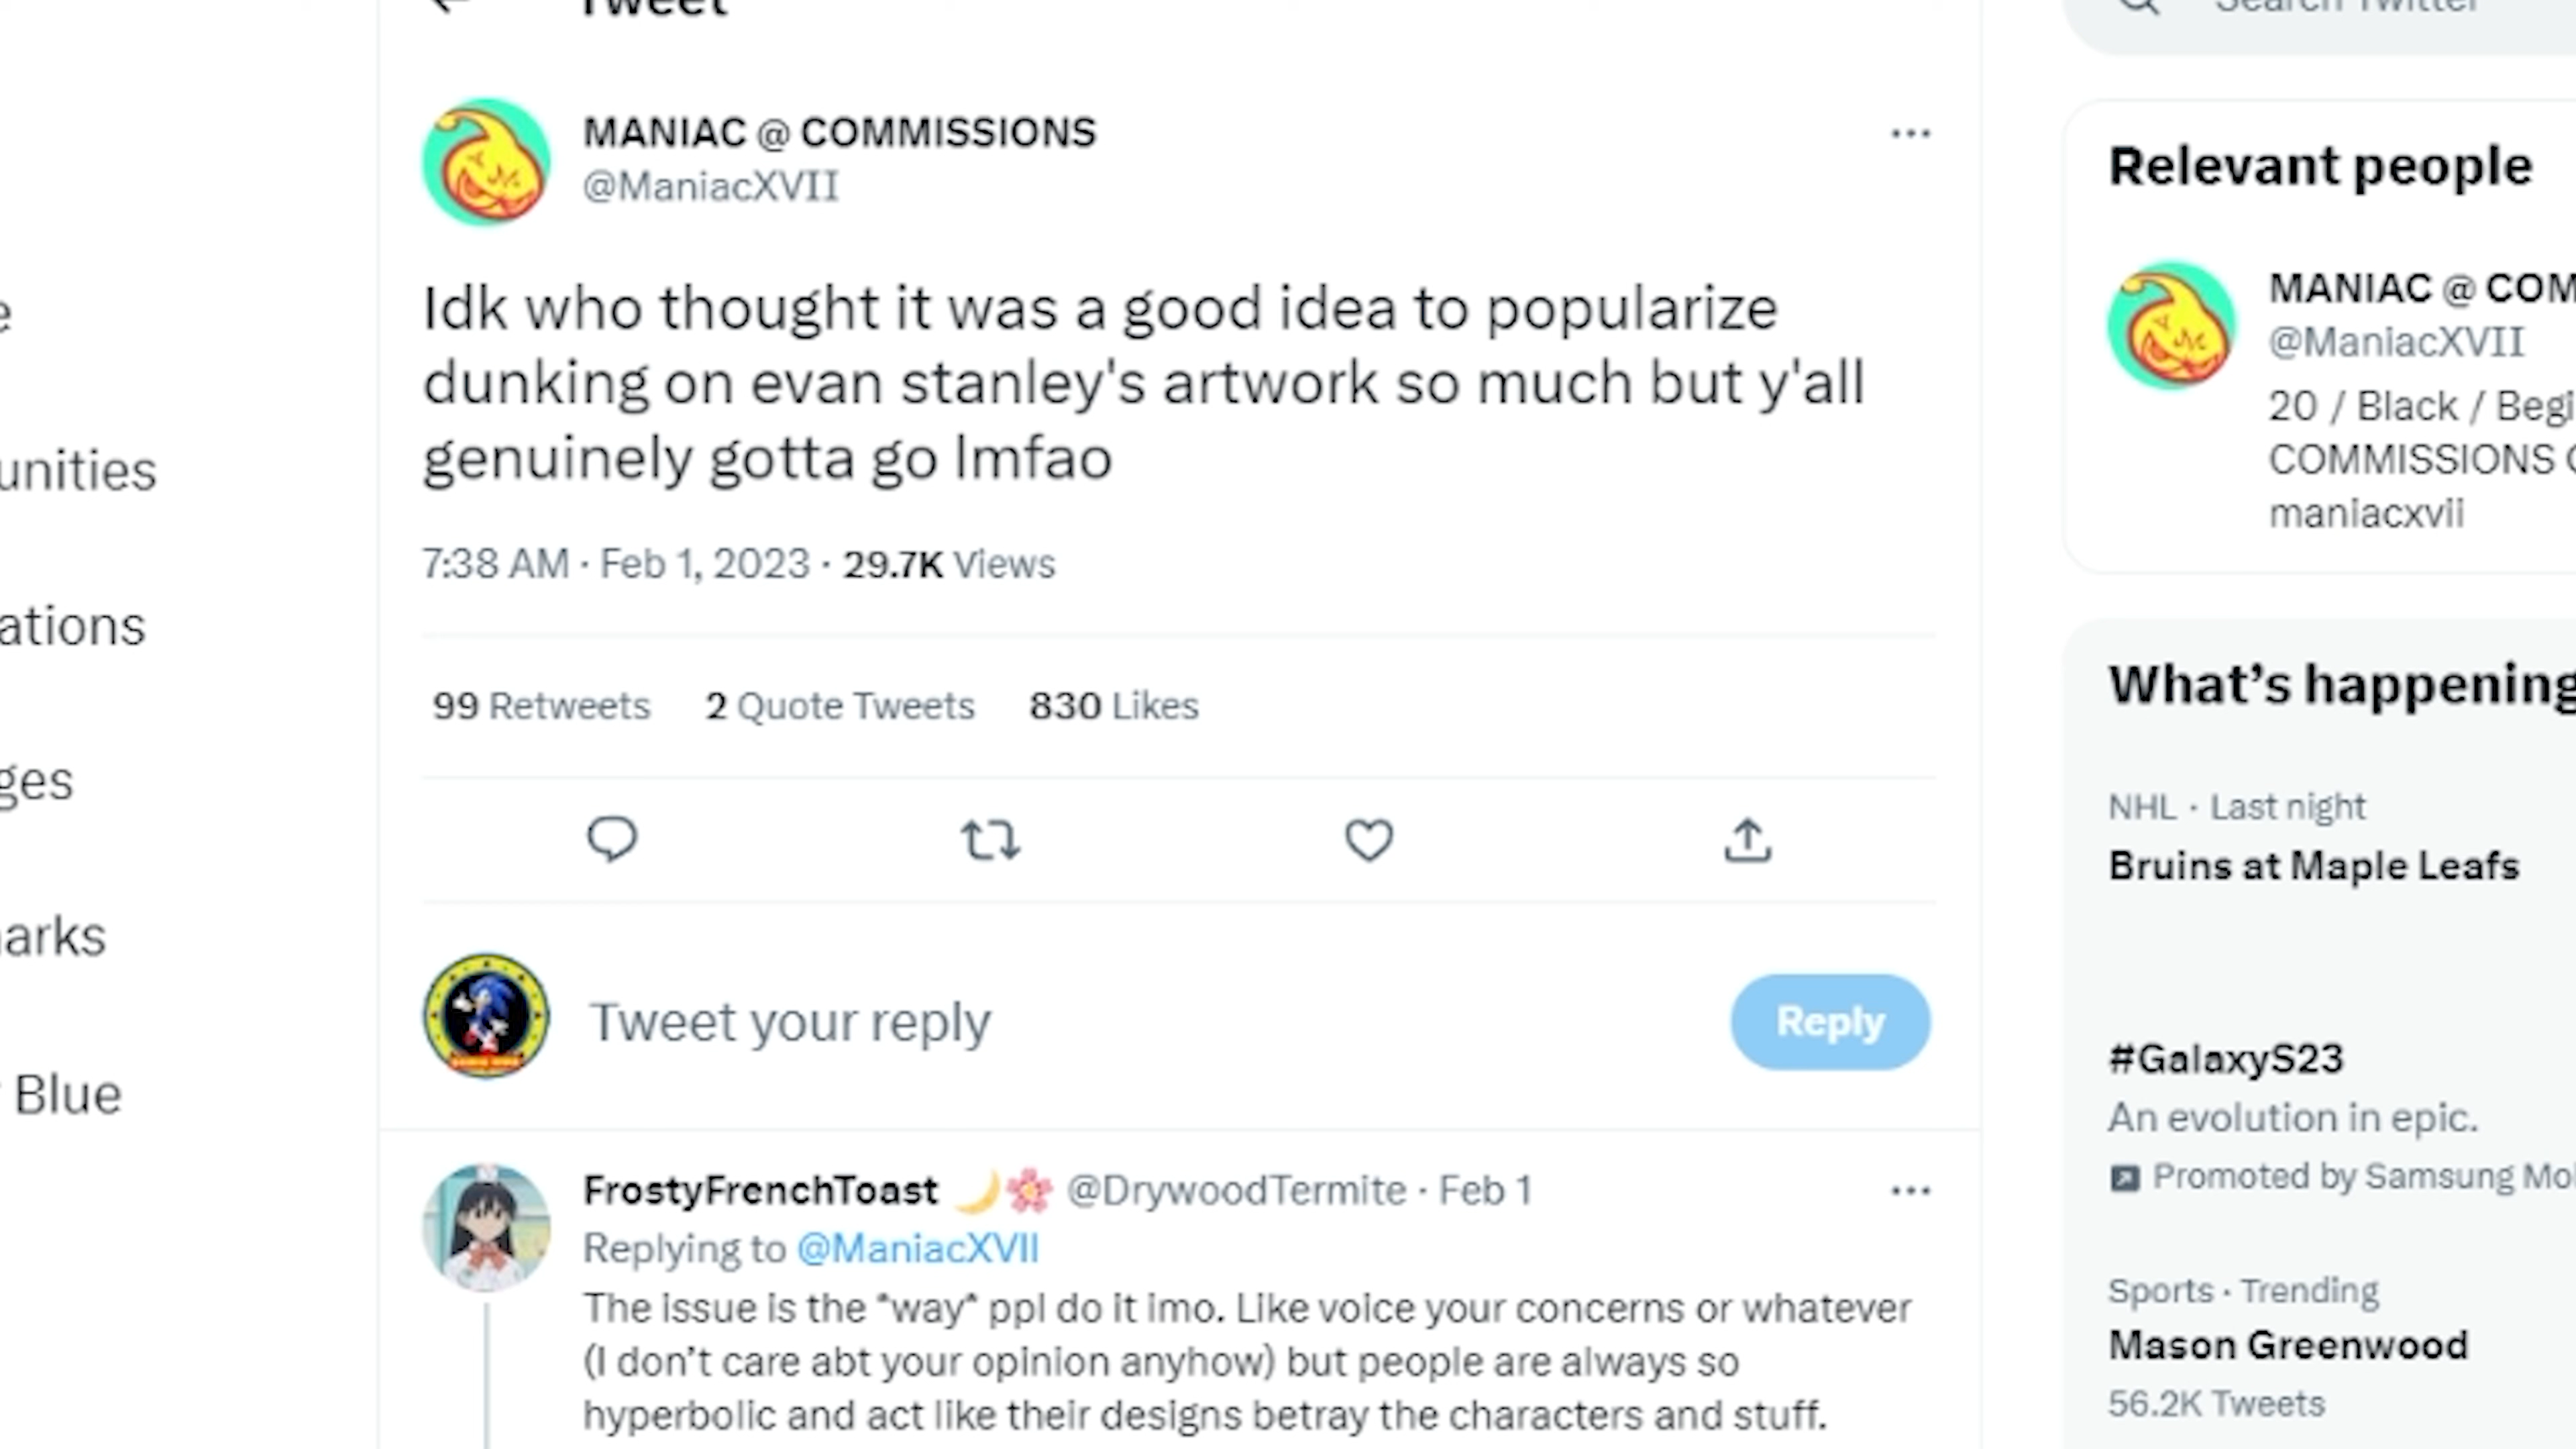 Tweet
Search Twitter
MANIAC @ COMMISSIONS
@ManiacXVII
Idk who thought it was a good idea to popularize
dunking on evan stanley's artwork so much but y'all
genuinely gotta go lmfao
7:38 AM · Feb 1, 2023 · 29.7K Views
99 Retweets 2 Quote Tweets 830 Likes
Tweet your reply
Reply
FrostyFrenchToast 🌙🌸 @DrywoodTermite · Feb 1
Replying to @ManiacXVII
The issue is the *way* ppl do it imo. Like voice your concerns or whatever
(I don't care abt your opinion anyhow) but people are always so
hyperbolic and act like their designs betray the characters and stuff.
e
unities
ations
ges
arks
Blue
Relevant people
MANIAC @ COM
@ManiacXVII
20 / Black / Begi
COMMISSIONS
maniacxvii
What's happening
NHL · Last night
Bruins at Maple Leafs
#GalaxyS23
An evolution in epic.
Promoted by Samsung Mo
Sports · Trending
Mason Greenwood
56.2K Tweets